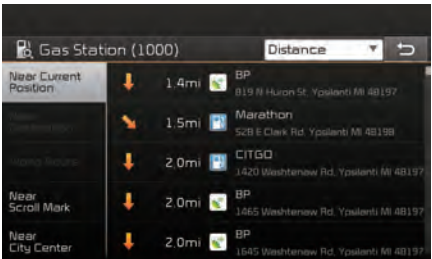 Gas Station (1000)
Distance
Near Current
Position
Near
Along Route
Near
Scroll Mark
Near
City Center
1.4mi
BP
819 N Huron St. Ypsilanti MI 48197
1.5mi
Marathon
528 E Clark Rd. Ypsilanti MI 48198
2.0mi
CITGO
1420 Washtenaw Rd. Ypsilanti MI 48197
2.0mi
BP
1465 Washtenaw Rd. Ypsilanti MI 48197
2.0mi
BP
1645 Washtenaw Rd. Ypsilanti MI 48197